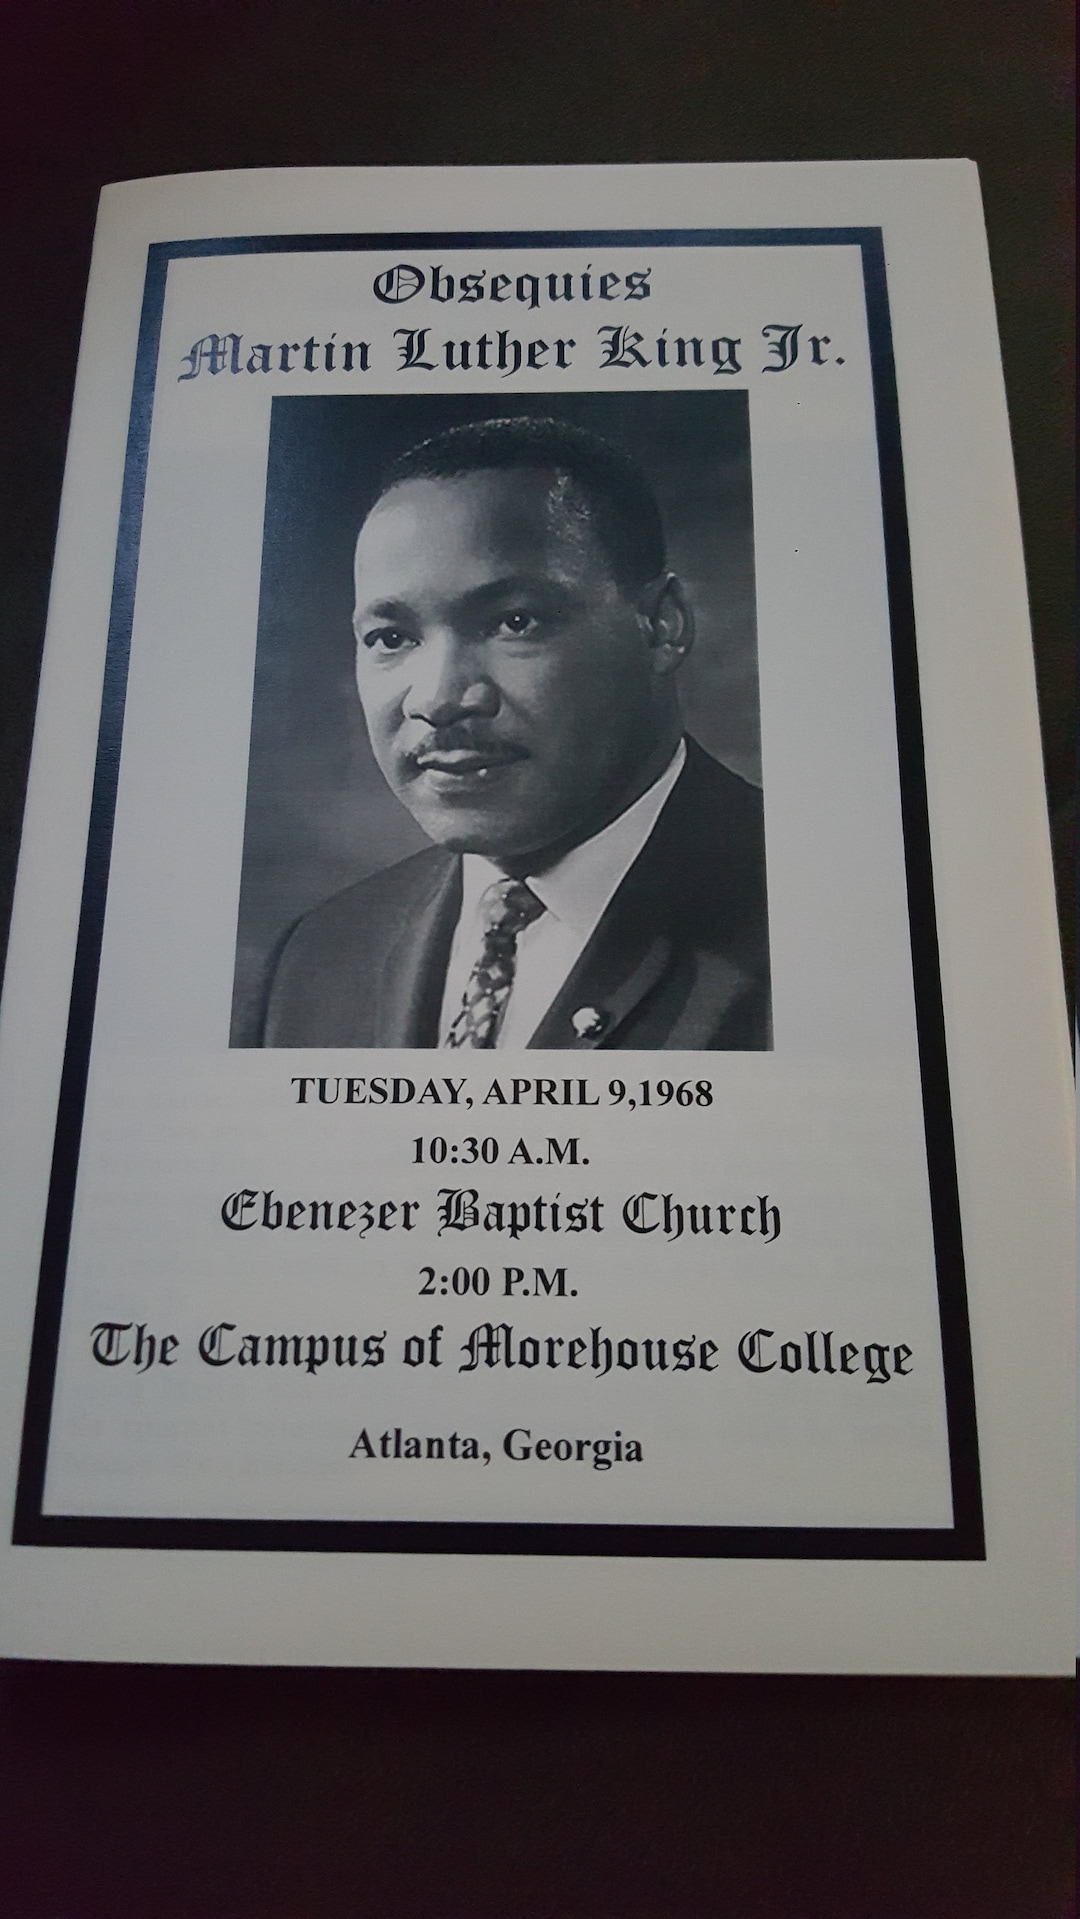 Obsequies
Martin Luther King Jr.
TUESDAY, APRIL 9,1968
10:30 A.M.
Ebenezer Baptist Church
2:00 P.M.
The Campus of Morehouse College
Atlanta, Georgia